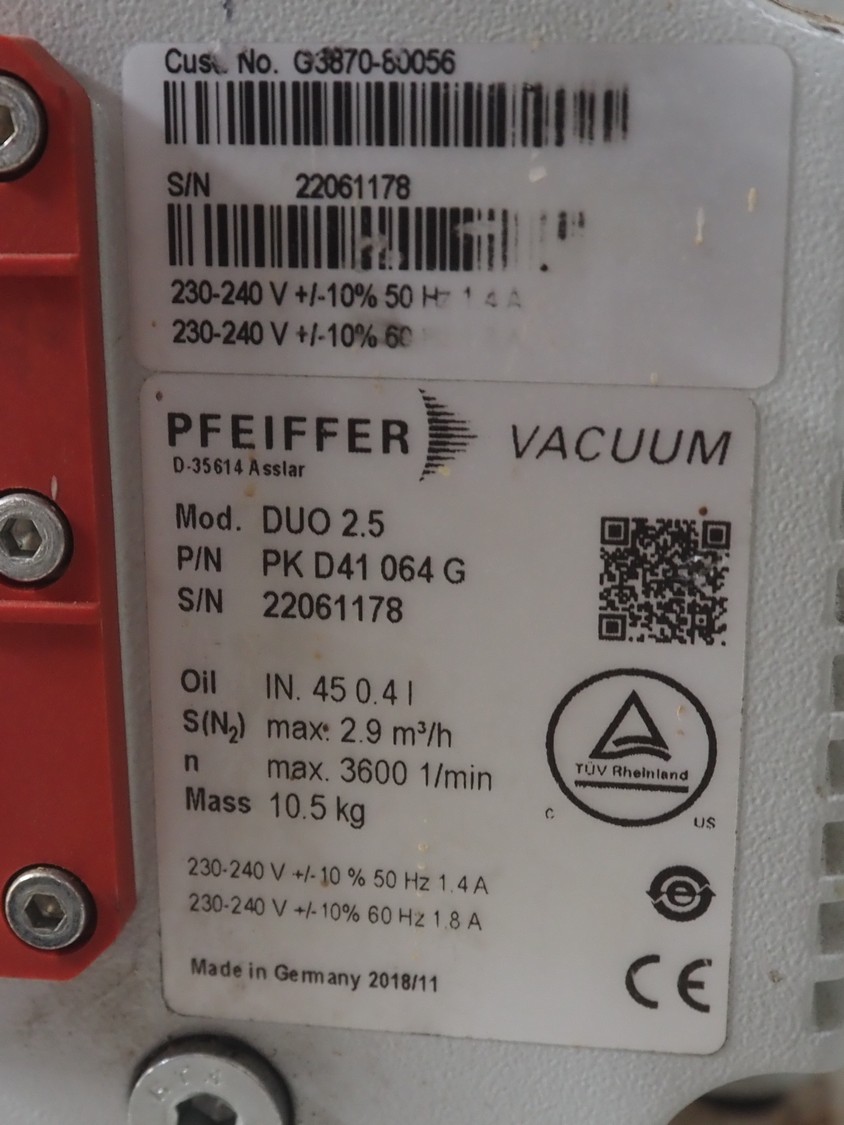 Cust. No. G3870-80056
S/N 22061178
230-240 V +/-10% 50 Hz 1.4 A
230-240 V +/-10% 60
PFEIFFER VACUUM
D-35614 Asslar
Mod. DUO 2.5
P/N PK D41 064 G
S/N 22061178
Oil IN. 45 0.4 l
S(N₂) max. 2.9 m³/h
n max. 3600 1/min
Mass 10.5 kg
TÜV Rheinland
C US
230-240 V +/-10 % 50 Hz 1.4 A
230-240 V +/-10% 60 Hz 1.8 A
Made in Germany 2018/11
e
CE